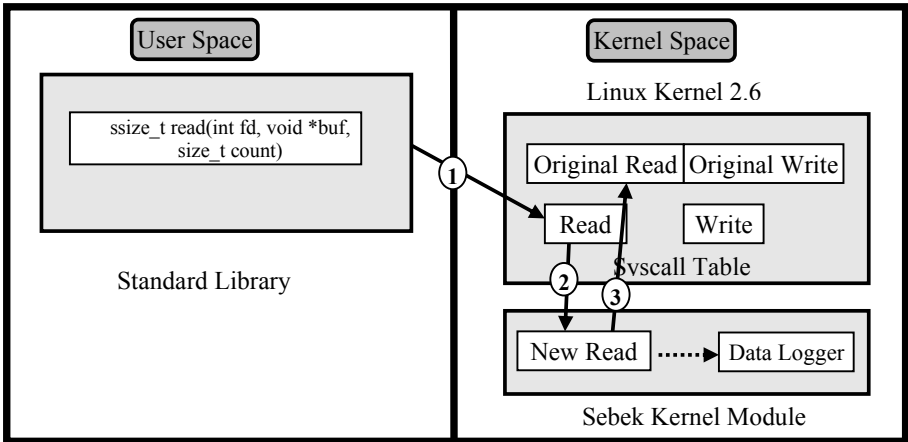 User Space
ssize_t read(int fd, void *buf,
size_t count)
Standard Library
1
Kernel Space
Linux Kernel 2.6
Original Read
Original Write
Read
Write
Syscall Table
2
3
New Read
Data Logger
Sebek Kernel Module